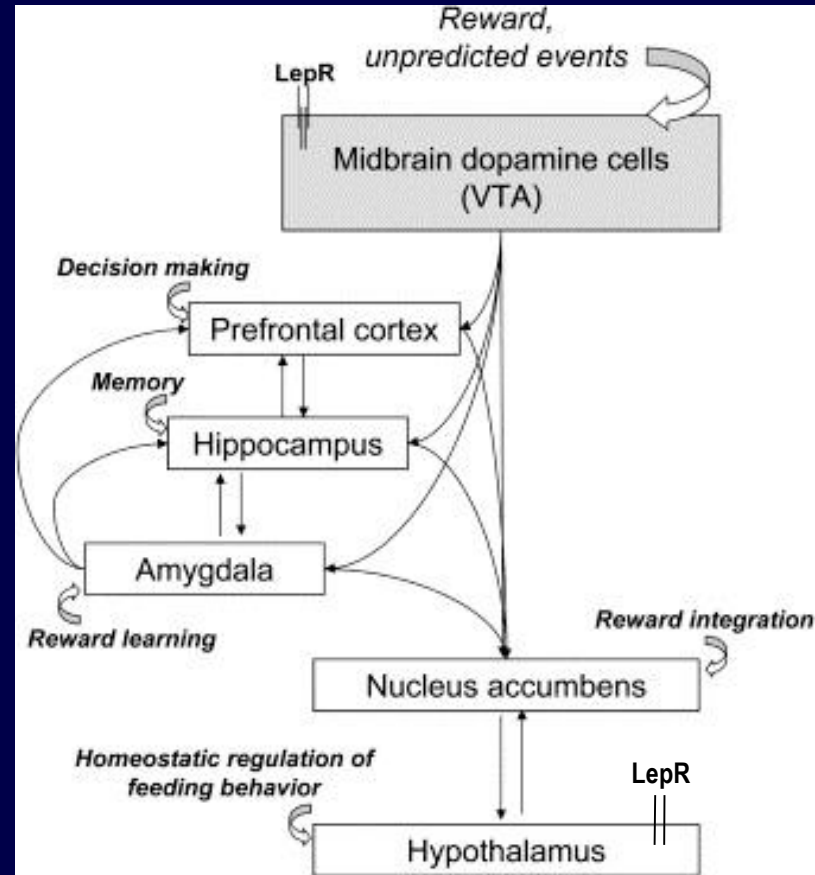 Reward,
unpredicted events
LepR
Midbrain dopamine cells
(VTA)
Decision making
Prefrontal cortex
Memory
Hippocampus
Amygdala
Reward learning
Reward integration
Nucleus accumbens
Homeostatic regulation of
feeding behavior
LepR
Hypothalamus